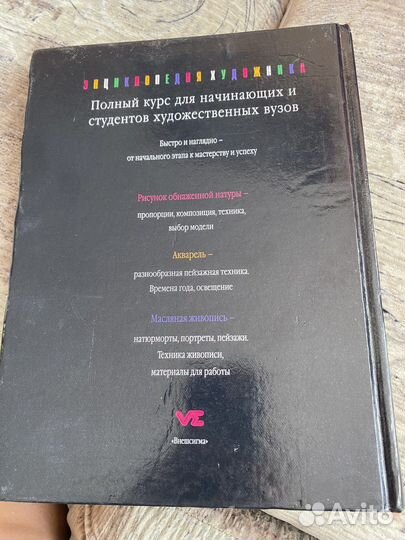 ЭНЦИКЛОПЕДИЯ ХУДОЖНИКА
Полный курс для начинающих и
студентов художественных вузов
Быстро и наглядно –
от начального этапа к мастерству и успеху
Рисунок обнаженной натуры –
пропорции, композиция, техника,
выбор модели
Акварель –
разнообразная пейзажная техника.
Времена года, освещение
Масляная живопись –
натюрморты, портреты, пейзажи.
Техника живописи,
материалы для работы
«Внешсигма»
Avito